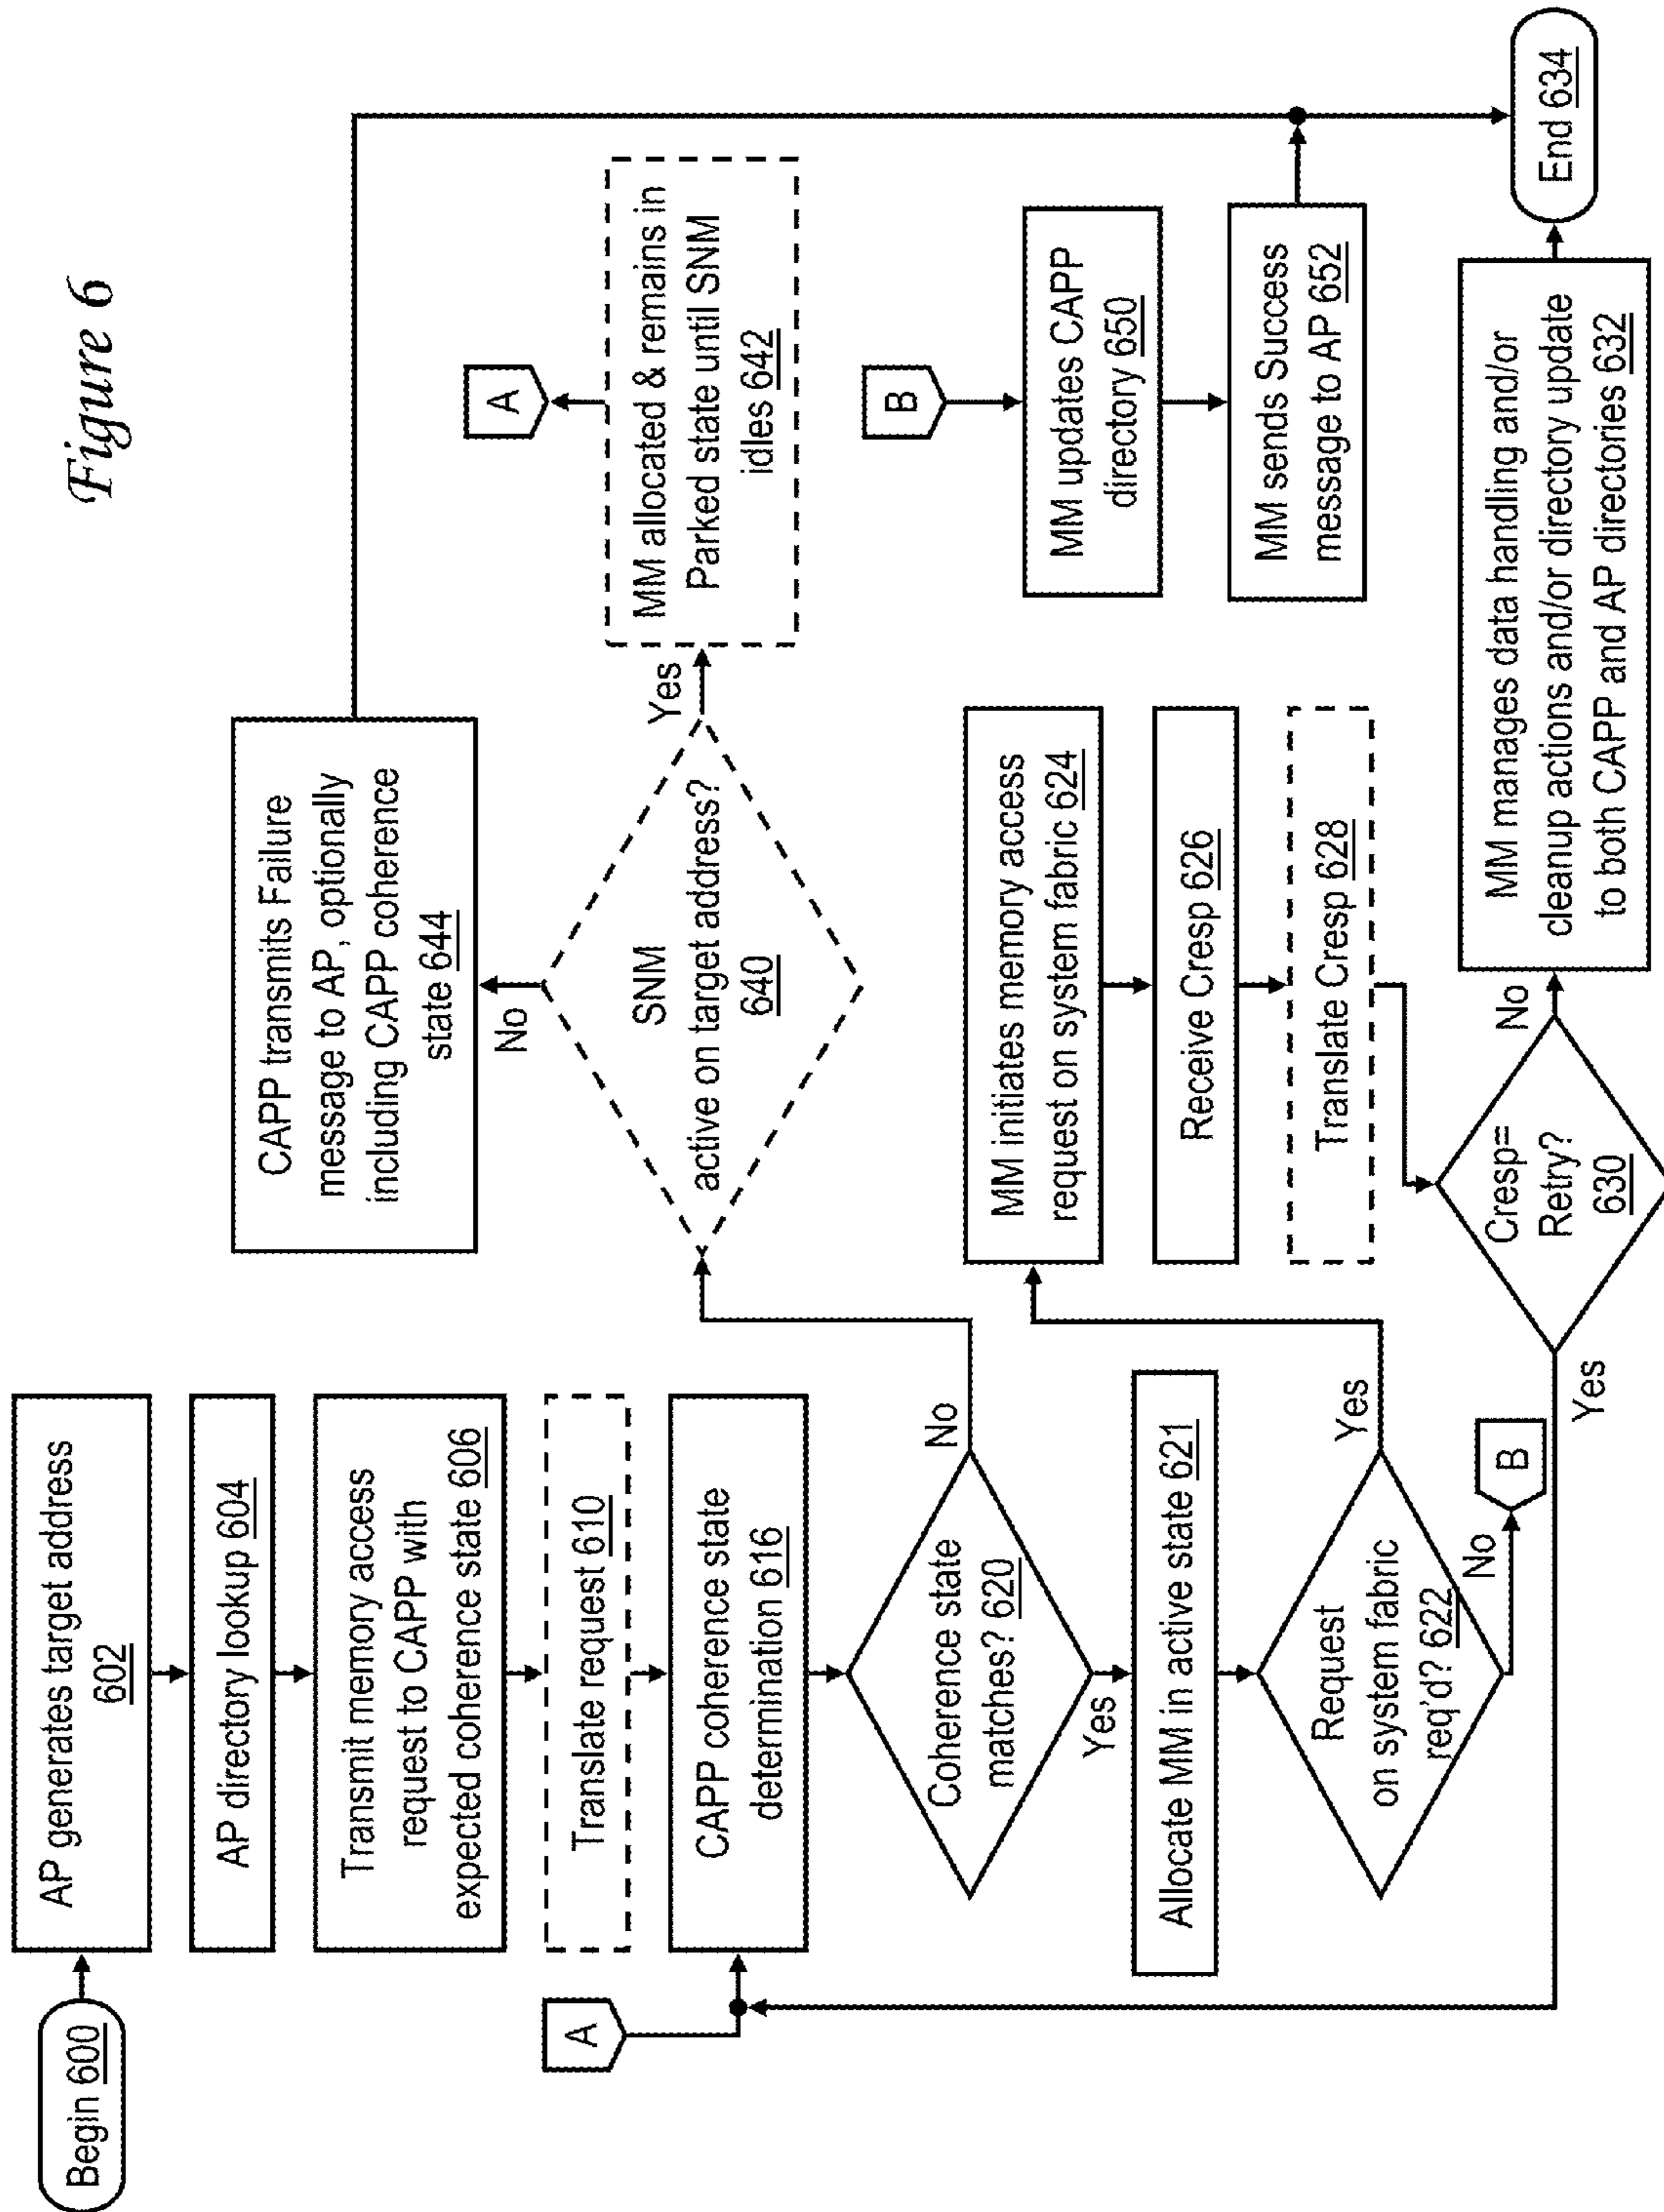 Figure 6
Begin 600
AP generates target address
602
AP directory lookup 604
Transmit memory access
request to CAPP with
expected coherence state 606
Translate request 610
A
CAPP coherence state
determination 616
Coherence state
matches? 620
No
Yes
Allocate MM in active state 621
Request
on system fabric
req'd? 622
Yes
No
B
CAPP transmits Failure
message to AP, optionally
including CAPP coherence
state 644
No
SNM
active on target address?
640
Yes
MM allocated & remains in
Parked state until SNM
idles 642
A
MM initiates memory access
request on system fabric 624
Receive Cresp 626
Translate Cresp 628
Cresp=
Retry?
630
Yes
No
B
MM updates CAPP
directory 650
MM sends Success
message to AP 652
MM manages data handling and/or
cleanup actions and/or directory update
to both CAPP and AP directories 632
End 634